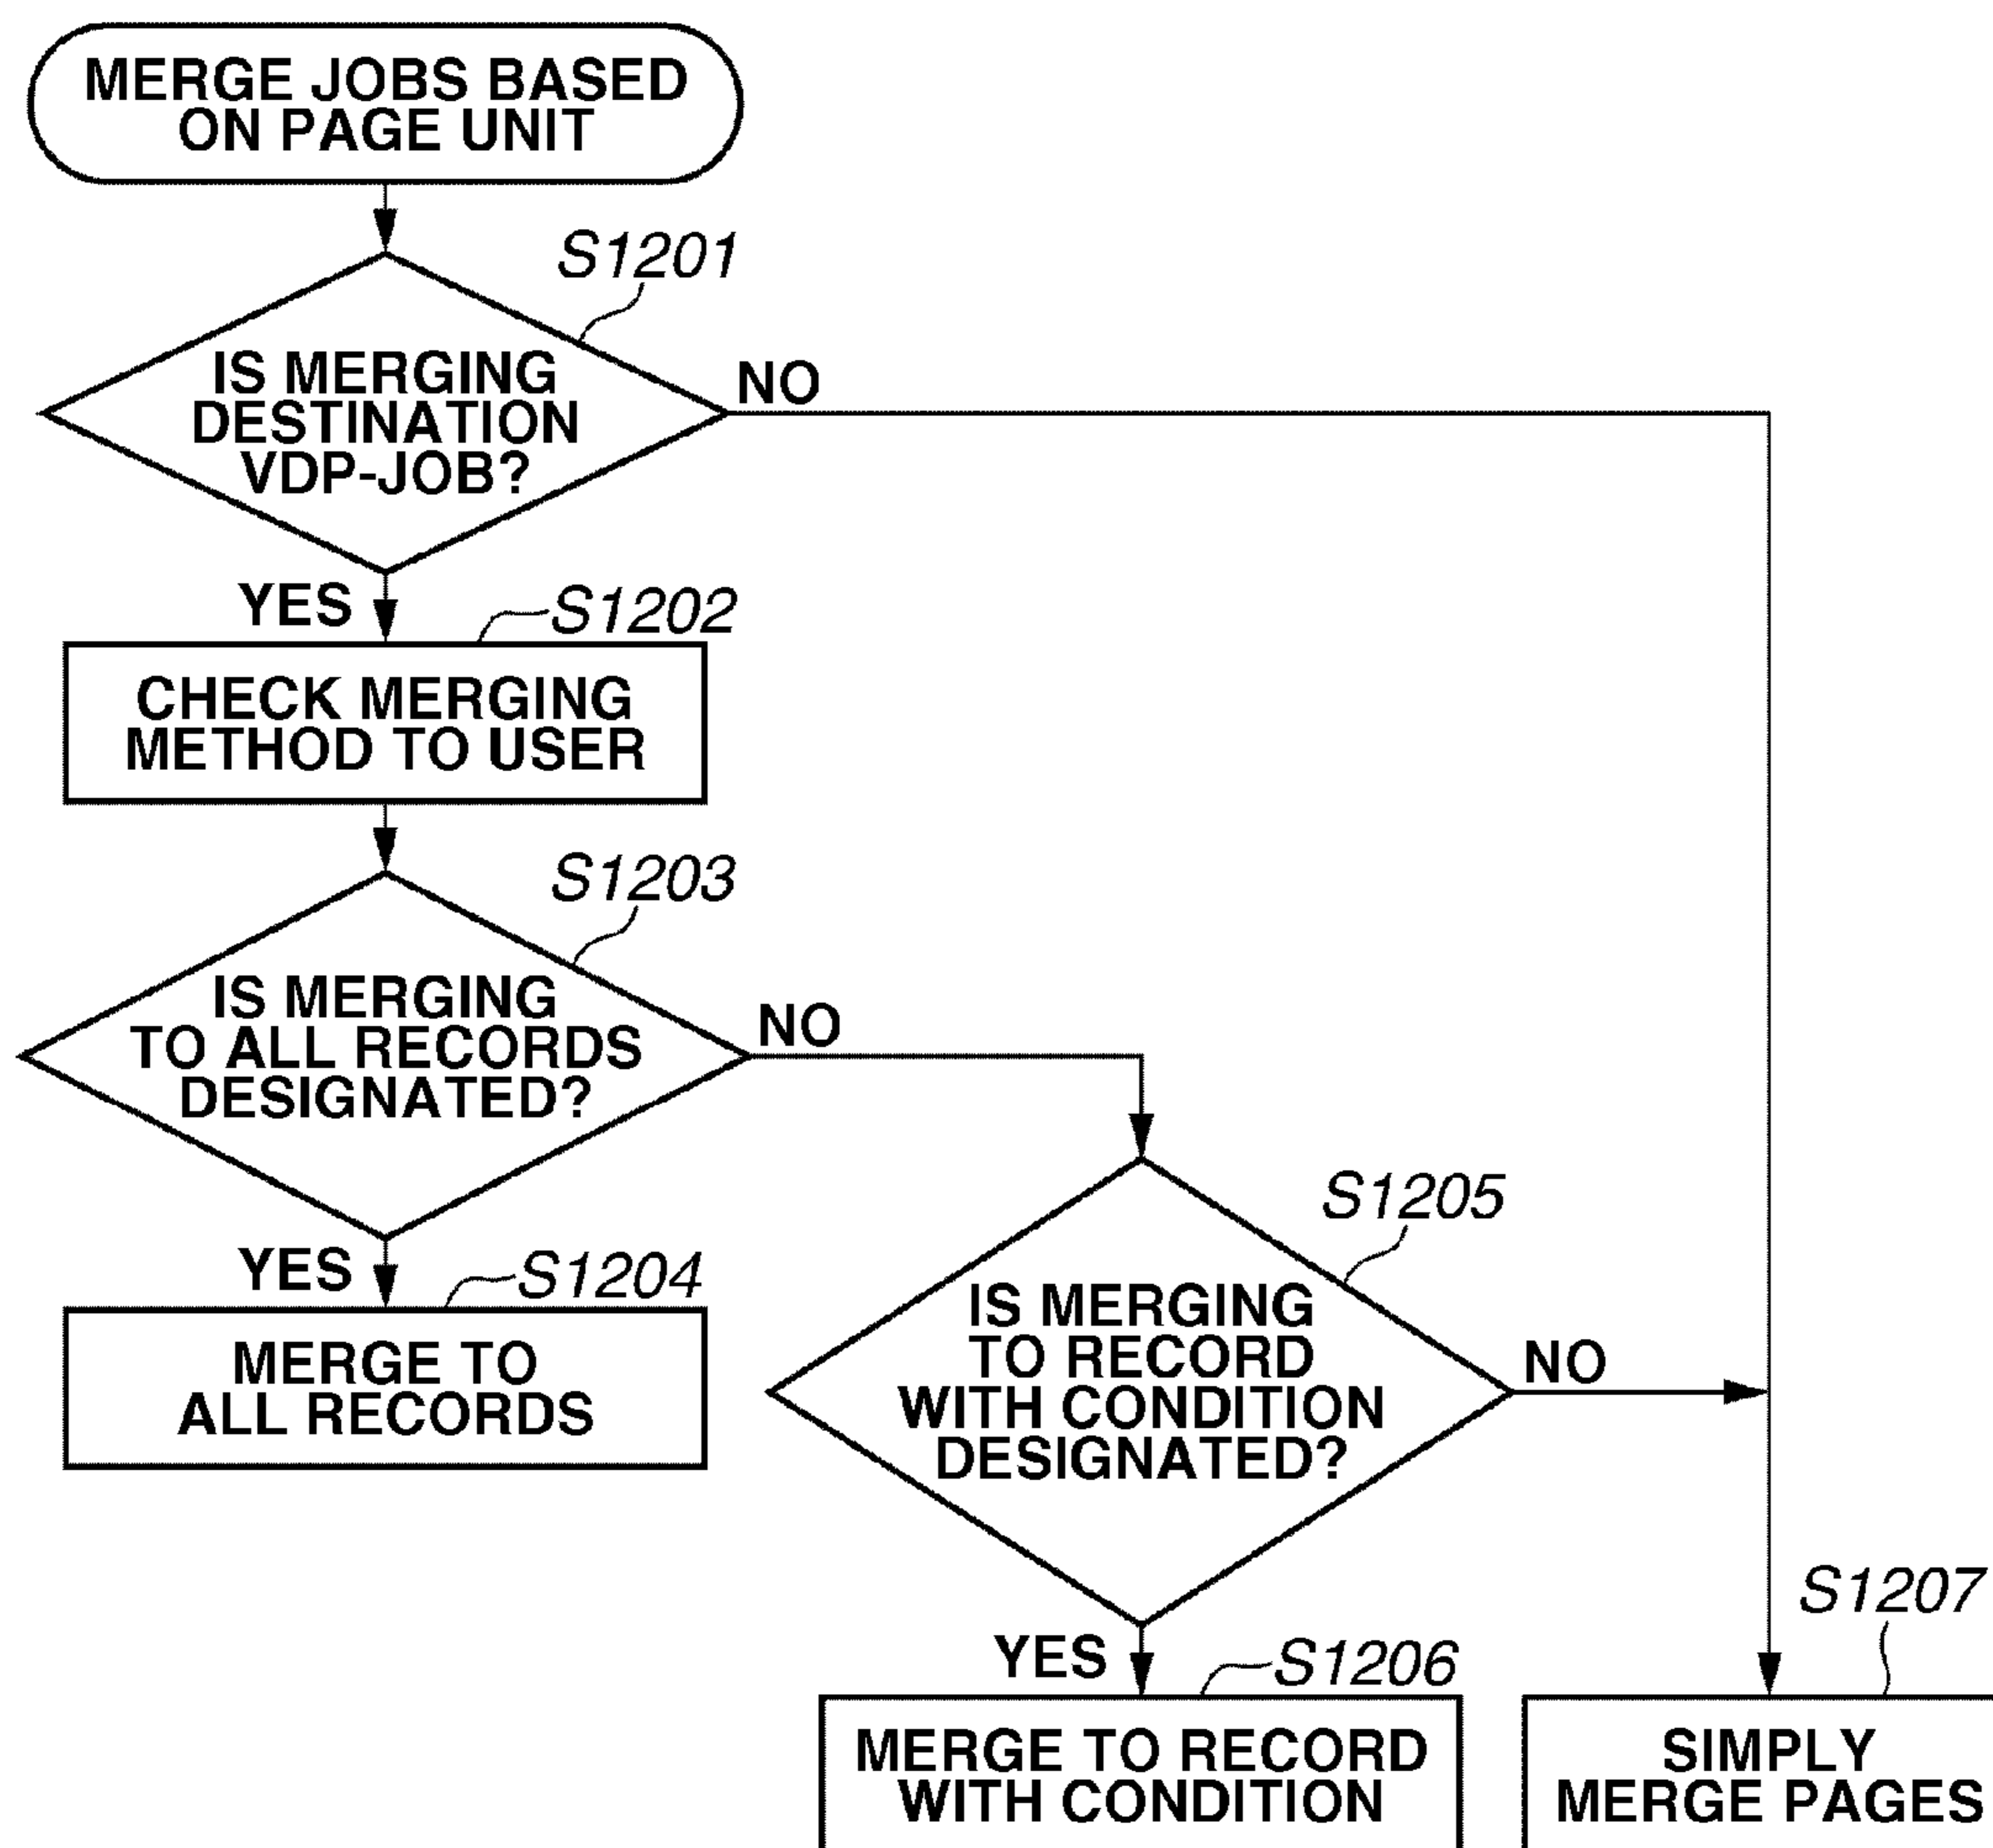 MERGE JOBS BASED
ON PAGE UNIT
S1201
IS MERGING
DESTINATION
VDP-JOB?
NO
YES
S1202
CHECK MERGING
METHOD TO USER
S1203
IS MERGING
TO ALL RECORDS
DESIGNATED?
NO
YES
S1204
MERGE TO
ALL RECORDS
S1205
IS MERGING
TO RECORD
WITH CONDITION
DESIGNATED?
NO
YES
S1206
MERGE TO RECORD
WITH CONDITION
S1207
SIMPLY
MERGE PAGES